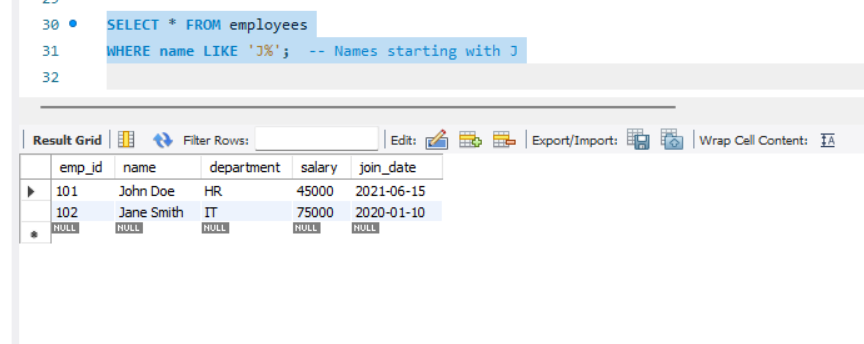 30 SELECT * FROM employees
31 WHERE name LIKE 'J%'; -- Names starting with J
32
Result Grid Filter Rows: Edit: Export/Import: Wrap Cell Content: IA
emp_id name department salary join_date
101 John Doe HR 45000 2021-06-15
102 Jane Smith IT 75000 2020-01-10
NULL NULL NULL NULL NULL